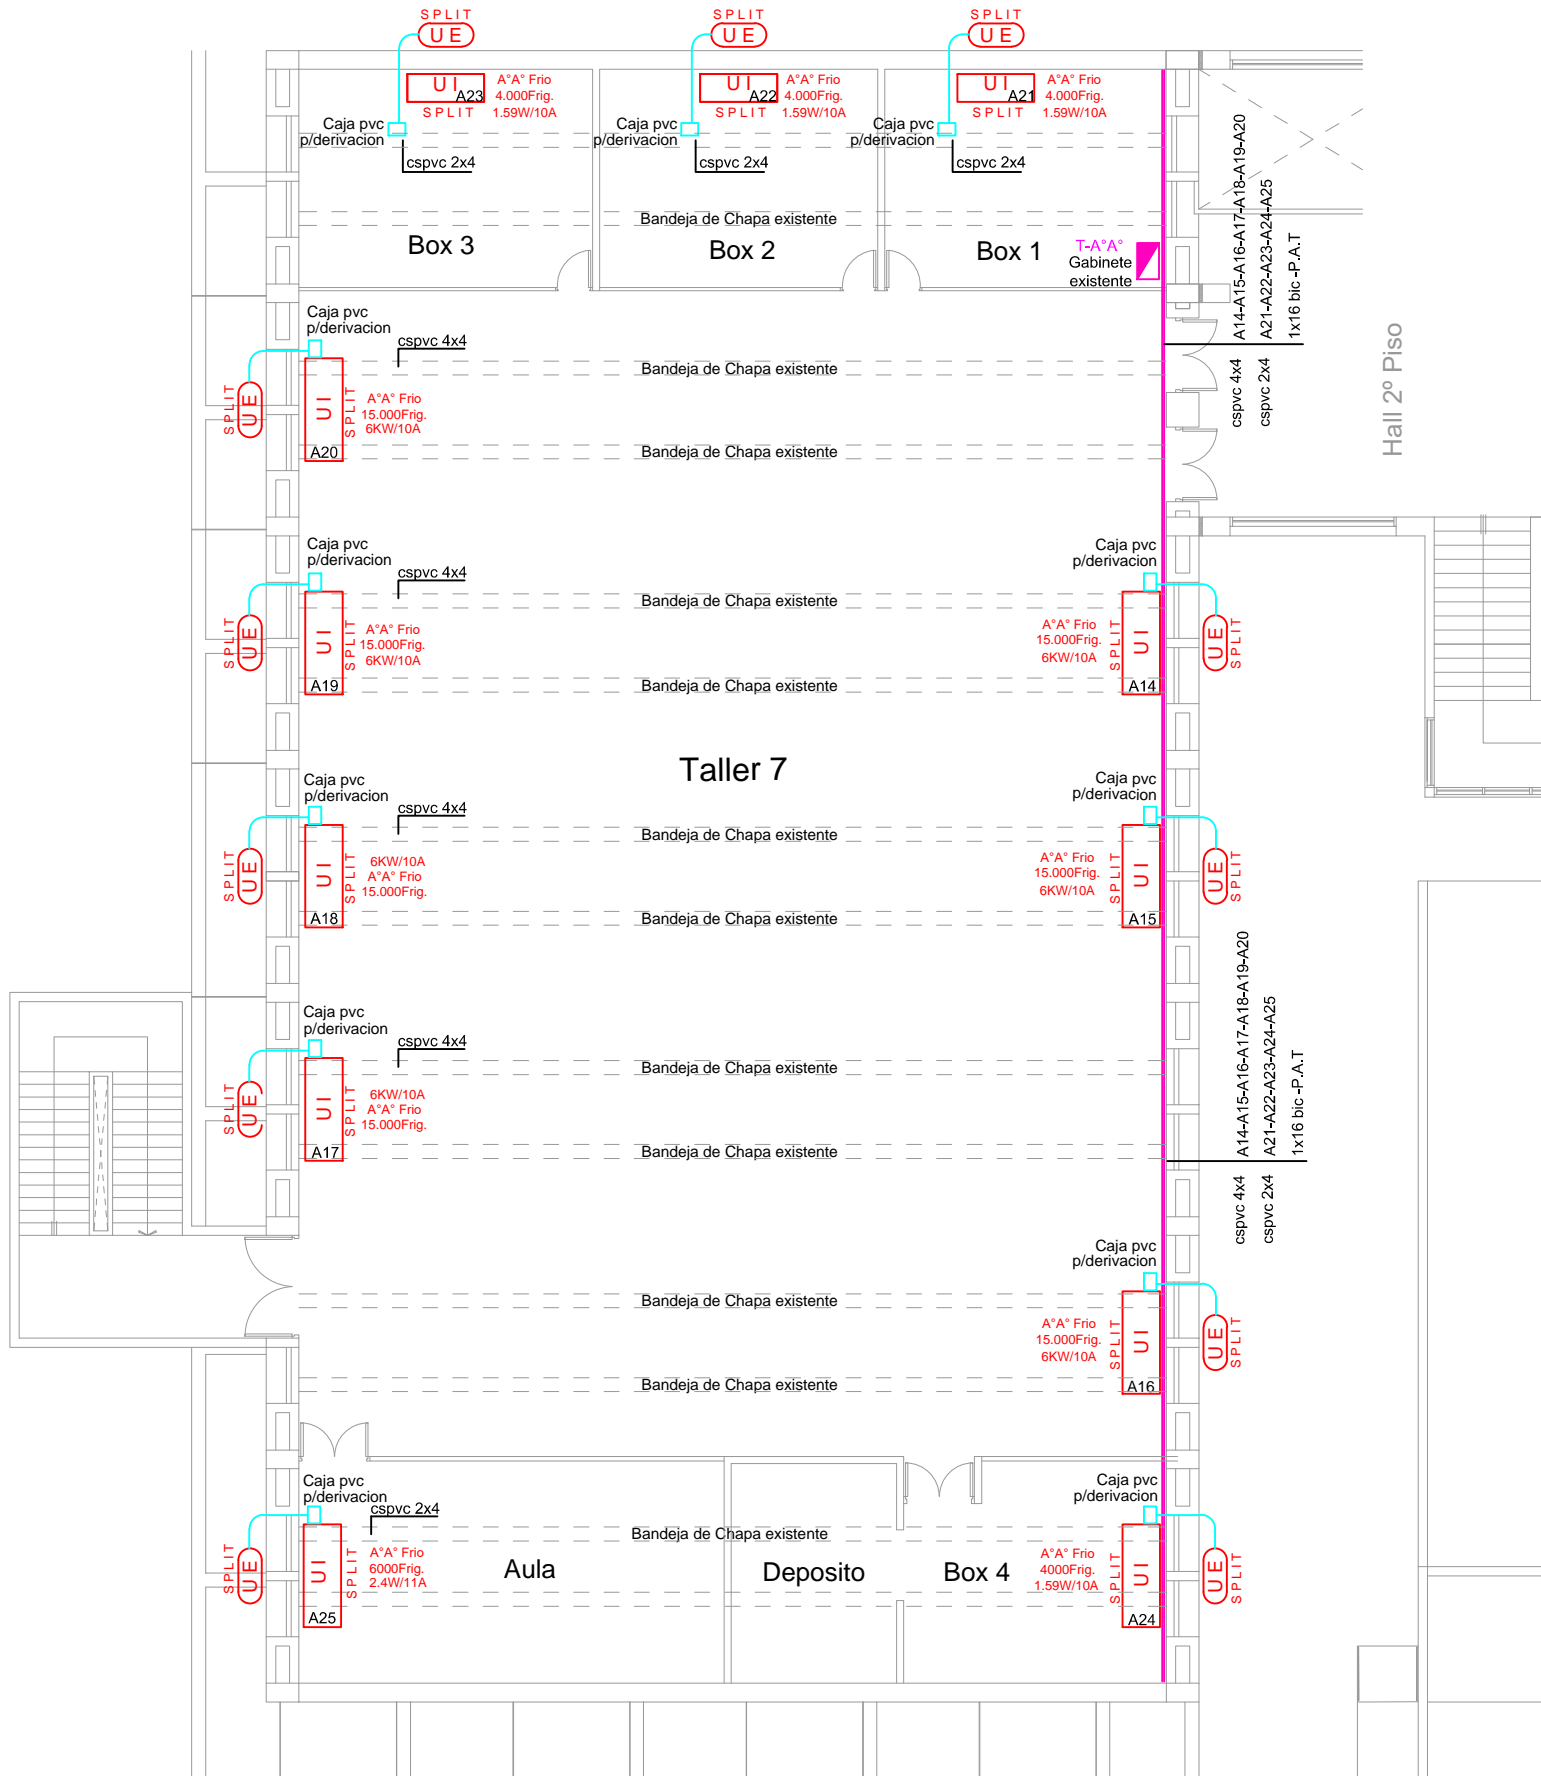 SPLIT
UE
SPLIT
UE
SPLIT
UE
UI
A23
SPLIT
A°A° Frio
4.000Frig.
1.59W/10A
UI
A22
SPLIT
A°A° Frio
4.000Frig.
1.59W/10A
UI
A21
SPLIT
A°A° Frio
4.000Frig.
1.59W/10A
Caja pvc
p/derivacion
cspvc 2x4
Caja pvc
p/derivacion
cspvc 2x4
Caja pvc
p/derivacion
cspvc 2x4
Bandeja de Chapa existente
Box 3
Box 2
Box 1
T-A°A°
Gabinete
existente
cspvc 4x4 A14-A15-A16-A17-A18-A19-A20
cspvc 2x4 A21-A22-A23-A24-A25
1x16 bic -P.A.T
Hall 2º Piso
Caja pvc
p/derivacion
cspvc 4x4
Bandeja de Chapa existente
SPLIT
UE
UI
SPLIT
A20
A°A° Frio
15.000Frig.
6KW/10A
Bandeja de Chapa existente
Caja pvc
p/derivacion
cspvc 4x4
Bandeja de Chapa existente
SPLIT
UE
UI
SPLIT
A19
A°A° Frio
15.000Frig.
6KW/10A
Bandeja de Chapa existente
Caja pvc
p/derivacion
A°A° Frio
15.000Frig.
6KW/10A
SPLIT
UI
A14
UE
SPLIT
Taller 7
Caja pvc
p/derivacion
cspvc 4x4
Bandeja de Chapa existente
SPLIT
UE
UI
SPLIT
A18
6KW/10A
A°A° Frio
15.000Frig.
Bandeja de Chapa existente
Caja pvc
p/derivacion
A°A° Frio
15.000Frig.
6KW/10A
SPLIT
UI
A15
UE
SPLIT
Caja pvc
p/derivacion
cspvc 4x4
Bandeja de Chapa existente
SPLIT
UE
UI
SPLIT
A17
6KW/10A
A°A° Frio
15.000Frig.
Bandeja de Chapa existente
cspvc 4x4 A14-A15-A16-A17-A18-A19-A20
cspvc 2x4 A21-A22-A23-A24-A25
1x16 bic -P.A.T
Caja pvc
p/derivacion
Bandeja de Chapa existente
A°A° Frio
15.000Frig.
6KW/10A
SPLIT
UI
A16
UE
SPLIT
Bandeja de Chapa existente
Caja pvc
p/derivacion
cspvc 2x4
Bandeja de Chapa existente
SPLIT
UE
UI
SPLIT
A25
A°A° Frio
6000Frig.
2.4W/11A
Aula
Deposito
Box 4
Caja pvc
p/derivacion
A°A° Frio
4000Frig.
1.59W/10A
SPLIT
UI
A24
UE
SPLIT